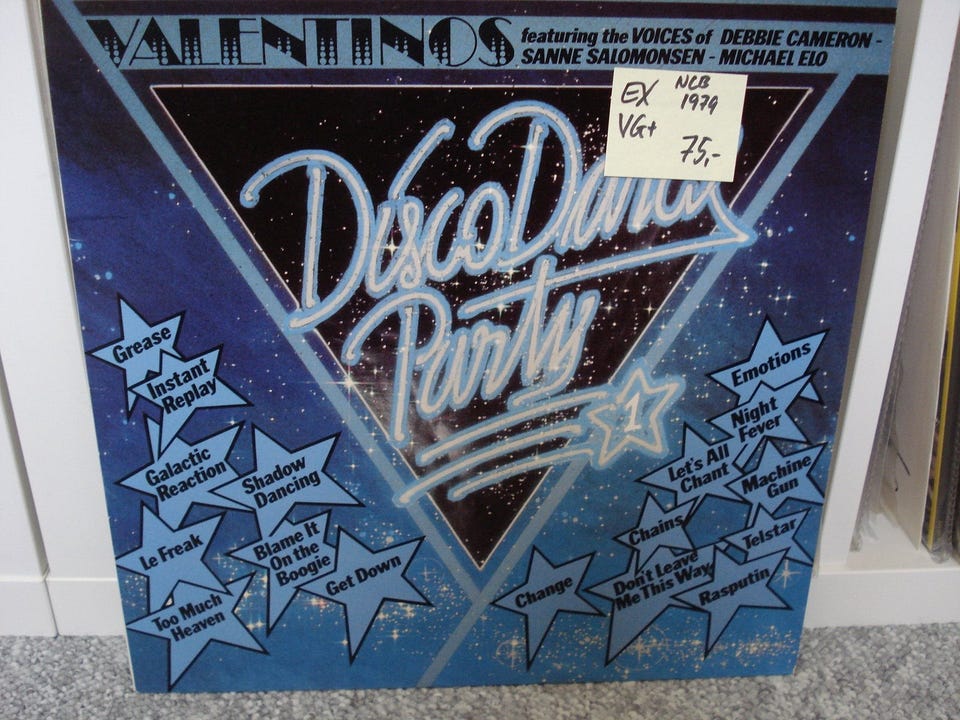 VALENTINOS
featuring the VOICES of DEBBIE CAMERON -
SANNE SALOMONSEN - MICHAEL ELO
EX NCB
1979
VG+
75,-
Disco Dance
Party
1
Grease
Instant
Replay
Galactic
Reaction
Shadow
Dancing
Le Freak
Blame It
On the
Boogie
Get Down
Too Much
Heaven
Emotions
Night
Fever
Let's All
Chant
Machine
Gun
Chains
Telstar
Change
Don't Leave
Me This Way
Rasputin